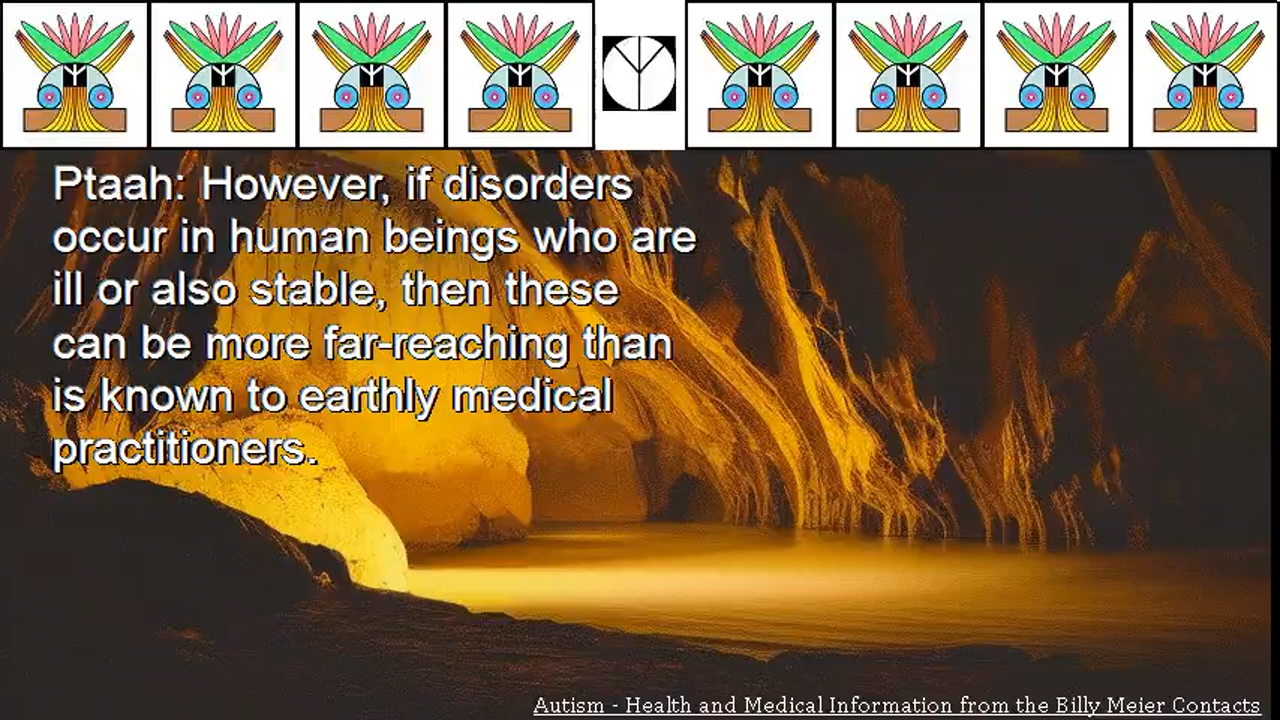 Ptaah: However, if disorders
occur in human beings who are
ill or also stable, then these
can be more far-reaching than
is known to earthly medical
practitioners.
Autism - Health and Medical Information from the Billy Meier Contacts